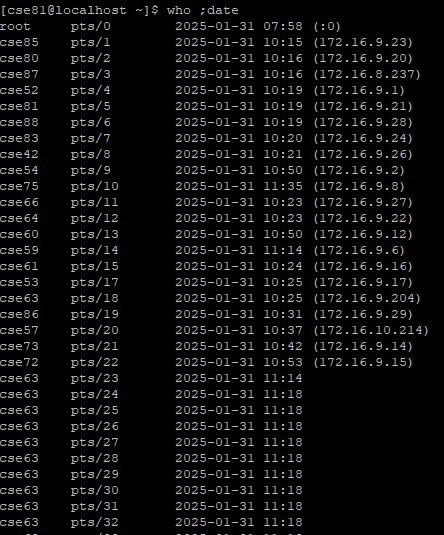 [cse81@localhost ~]$ who ;date
root pts/0 2025-01-31 07:58 (:0)
cse85 pts/1 2025-01-31 10:15 (172.16.9.23)
cse80 pts/2 2025-01-31 10:16 (172.16.9.20)
cse87 pts/3 2025-01-31 10:16 (172.16.8.237)
cse52 pts/4 2025-01-31 10:19 (172.16.9.1)
cse81 pts/5 2025-01-31 10:19 (172.16.9.21)
cse88 pts/6 2025-01-31 10:19 (172.16.9.28)
cse83 pts/7 2025-01-31 10:20 (172.16.9.24)
cse42 pts/8 2025-01-31 10:21 (172.16.9.26)
cse54 pts/9 2025-01-31 10:50 (172.16.9.2)
cse75 pts/10 2025-01-31 11:35 (172.16.9.8)
cse66 pts/11 2025-01-31 10:23 (172.16.9.27)
cse64 pts/12 2025-01-31 10:23 (172.16.9.22)
cse60 pts/13 2025-01-31 10:50 (172.16.9.12)
cse59 pts/14 2025-01-31 11:14 (172.16.9.6)
cse61 pts/15 2025-01-31 10:24 (172.16.9.16)
cse53 pts/17 2025-01-31 10:25 (172.16.9.17)
cse63 pts/18 2025-01-31 10:25 (172.16.9.204)
cse86 pts/19 2025-01-31 10:31 (172.16.9.29)
cse57 pts/20 2025-01-31 10:37 (172.16.10.214)
cse73 pts/21 2025-01-31 10:42 (172.16.9.14)
cse72 pts/22 2025-01-31 10:53 (172.16.9.15)
cse63 pts/23 2025-01-31 11:14
cse63 pts/24 2025-01-31 11:18
cse63 pts/25 2025-01-31 11:18
cse63 pts/26 2025-01-31 11:18
cse63 pts/27 2025-01-31 11:18
cse63 pts/28 2025-01-31 11:18
cse63 pts/29 2025-01-31 11:18
cse63 pts/30 2025-01-31 11:18
cse63 pts/31 2025-01-31 11:18
cse63 pts/32 2025-01-31 11:18